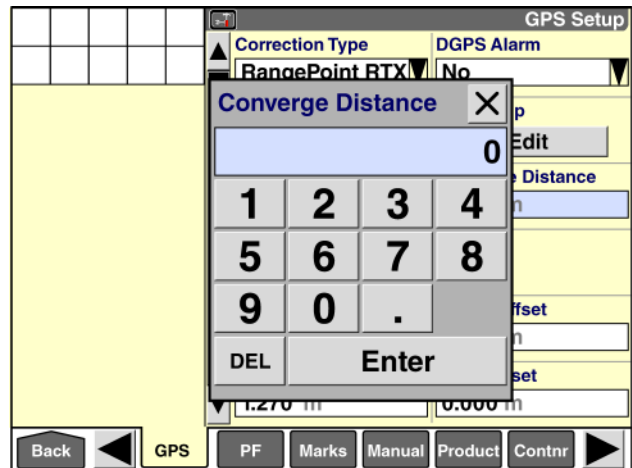 GPS Setup
Correction Type DGPS Alarm
RangePoint RTX No
Converge Distance
p
Edit
0
Distance
m
1 2 3 4
5 6 7 8
9 0 .
ffset
m
DEL Enter
set
1.270 m 0.000 m
Back GPS PF Marks Manual Product Contnr